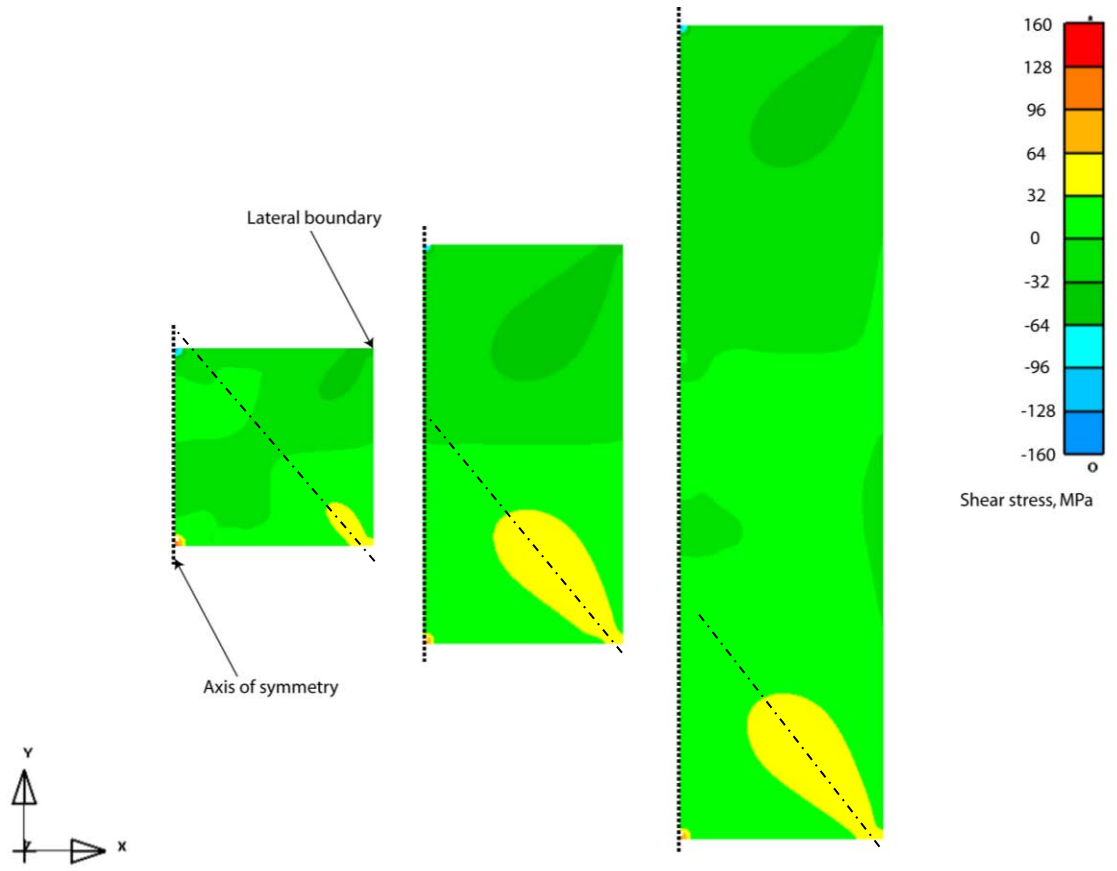 160
128
96
64
32
0
-32
-64
-96
-128
-160
o
Shear stress, MPa
Lateral boundary
Axis of symmetry
Y
X